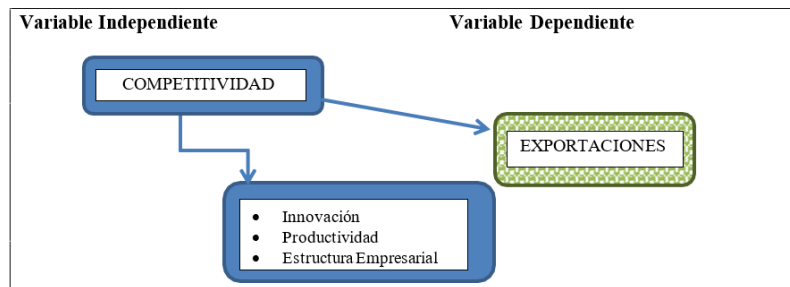 Variable Independiente
Variable Dependiente
COMPETITIVIDAD
EXPORTACIONES
• Innovación
• Productividad
• Estructura Empresarial